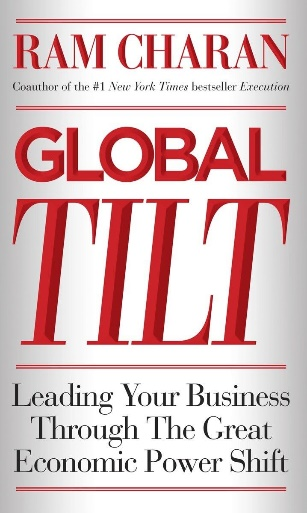 RAM CHARAN
Coauthor of the #1 New York Times bestseller Execution
GLOBAL
TILT
Leading Your Business
Through The Great
Economic Power Shift